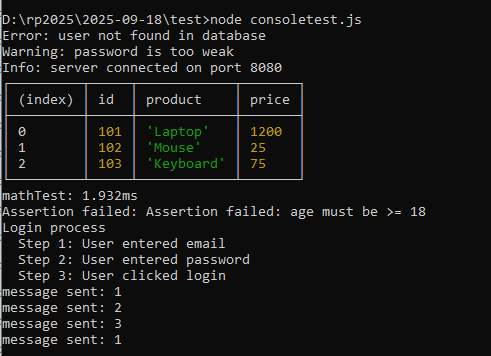 D:\rp2025\2025-09-18\test>node consoletest.js
Error: user not found in database
Warning: password is too weak
Info: server connected on port 8080
(index) id product price
0 101 'Laptop' 1200
1 102 'Mouse' 25
2 103 'Keyboard' 75
mathTest: 1.932ms
Assertion failed: Assertion failed: age must be >= 18
Login process
  Step 1: User entered email
  Step 2: User entered password
  Step 3: User clicked login
message sent: 1
message sent: 2
message sent: 3
message sent: 1